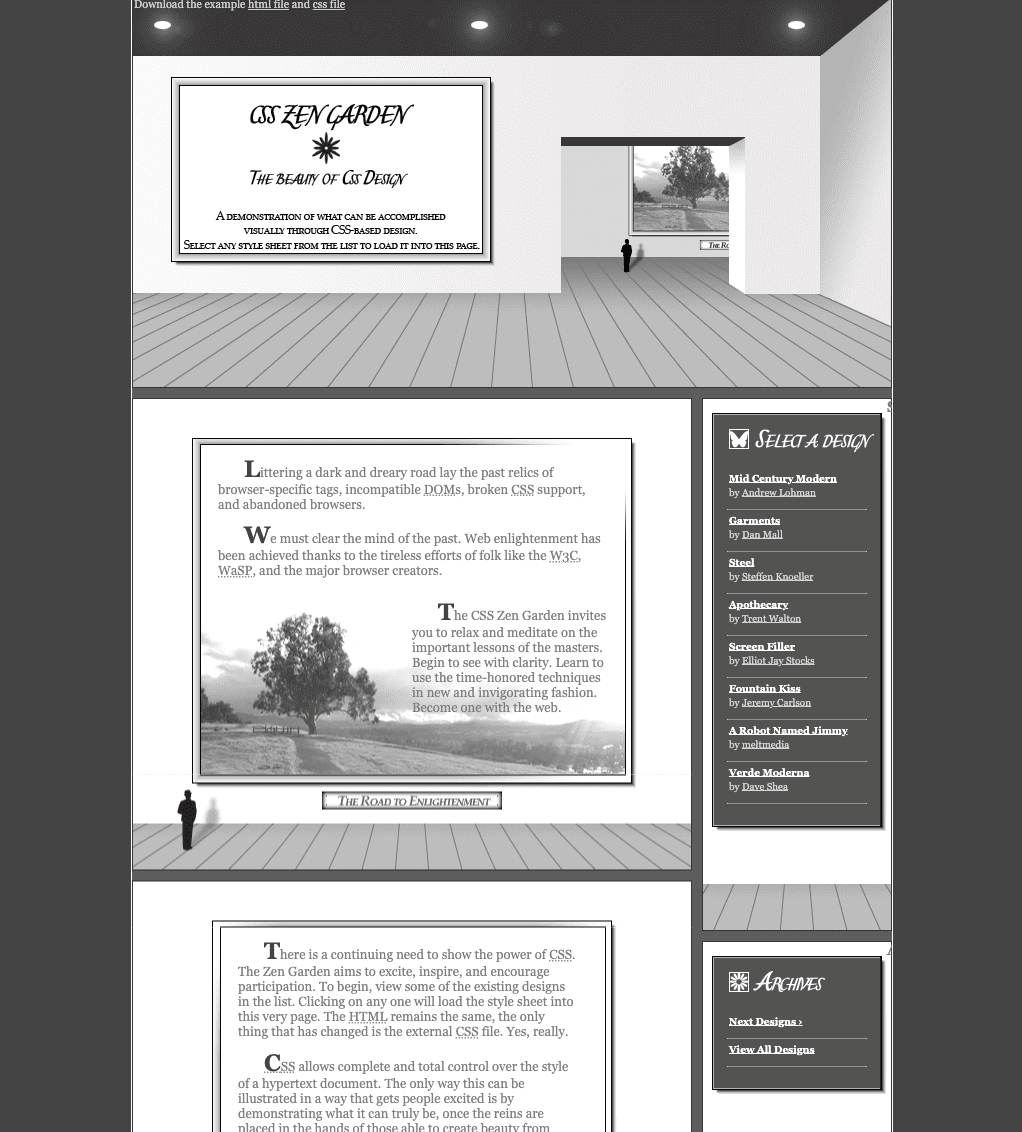 Download the example html file and css file
CSS ZEN GARDEN
The beauty of Css Design
A demonstration of what can be accomplished
visually through CSS-based design.
Select any style sheet from the list to load it into this page.
The Ro
Littering a dark and dreary road lay the past relics of
browser-specific tags, incompatible DOMs, broken CSS support,
and abandoned browsers.
We must clear the mind of the past. Web enlightenment has
been achieved thanks to the tireless efforts of folk like the W3C,
WaSP, and the major browser creators.
The CSS Zen Garden invites
you to relax and meditate on the
important lessons of the masters.
Begin to see with clarity. Learn to
use the time-honored techniques
in new and invigorating fashion.
Become one with the web.
The Road to Enlightenment
There is a continuing need to show the power of CSS.
The Zen Garden aims to excite, inspire, and encourage
participation. To begin, view some of the existing designs
in the list. Clicking on any one will load the style sheet into
this very page. The HTML remains the same, the only
thing that has changed is the external CSS file. Yes, really.
CSS allows complete and total control over the style
of a hypertext document. The only way this can be
illustrated in a way that gets people excited is by
demonstrating what it can truly be, once the reins are
placed in the hands of those able to create beauty from
Select a design
Mid Century Modern
by Andrew Lohman
Garments
by Dan Mall
Steel
by Steffen Knoeller
Apothecary
by Trent Walton
Screen Filler
by Elliot Jay Stocks
Fountain Kiss
by Jeremy Carlson
A Robot Named Jimmy
by meltmedia
Verde Moderna
by Dave Shea
Archives
Next Designs ›
View All Designs